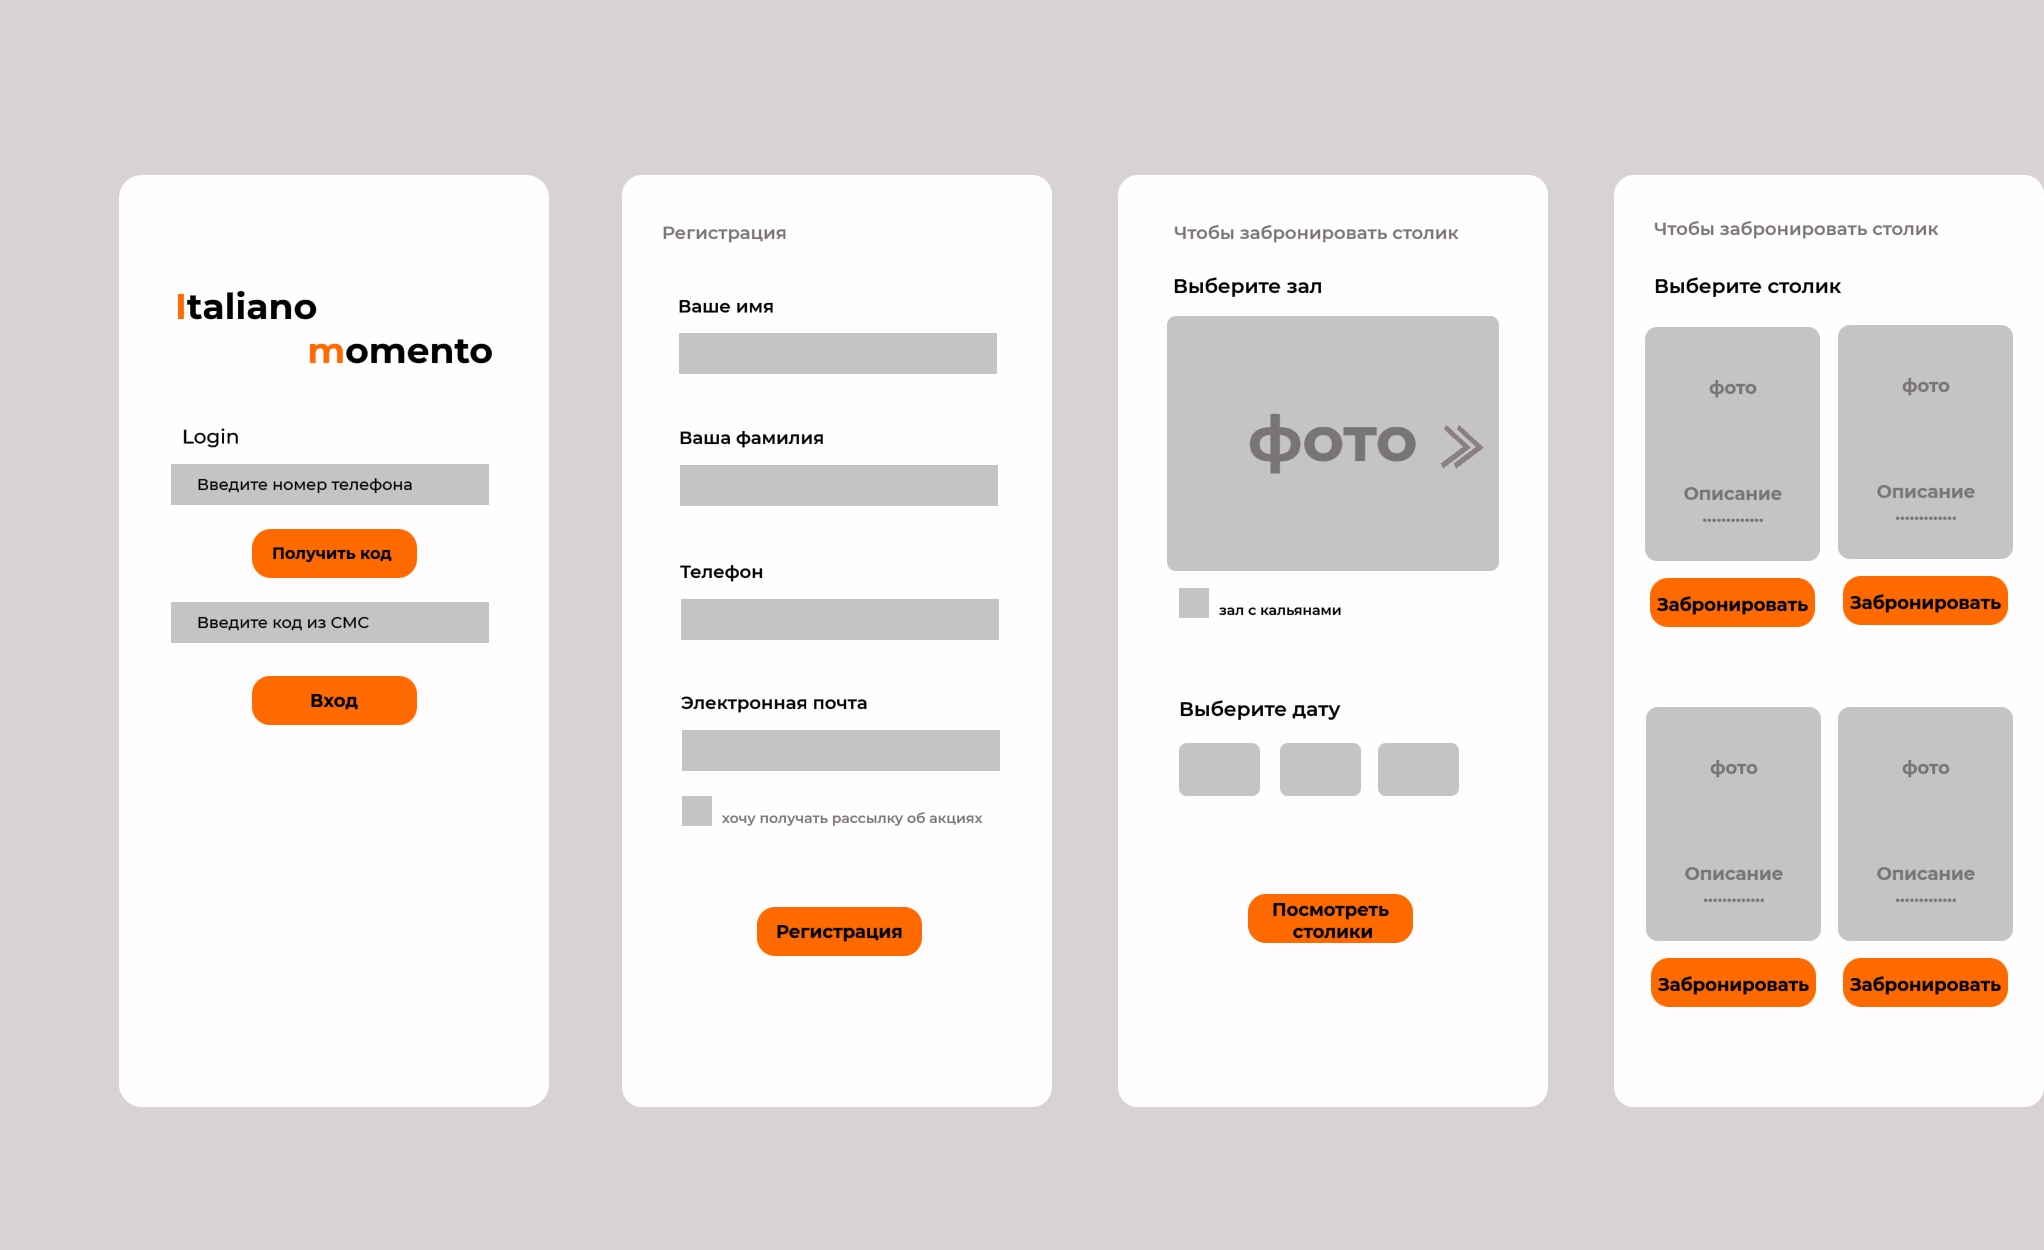 Italiano
momento
Login
Введите номер телефона
Получить код
Введите код из СМС
Вход
Регистрация
Ваше имя
Ваша фамилия
Телефон
Электронная почта
хочу получать рассылку об акциях
Регистрация
Чтобы забронировать столик
Выберите зал
фото
зал с кальянами
Выберите дату
Посмотреть
столики
Чтобы забронировать столик
Выберите столик
фото
Описание
.............
Забронировать
фото
Описание
.............
Забронировать
фото
Описание
.............
Забронировать
фото
Описание
.............
Забронировать